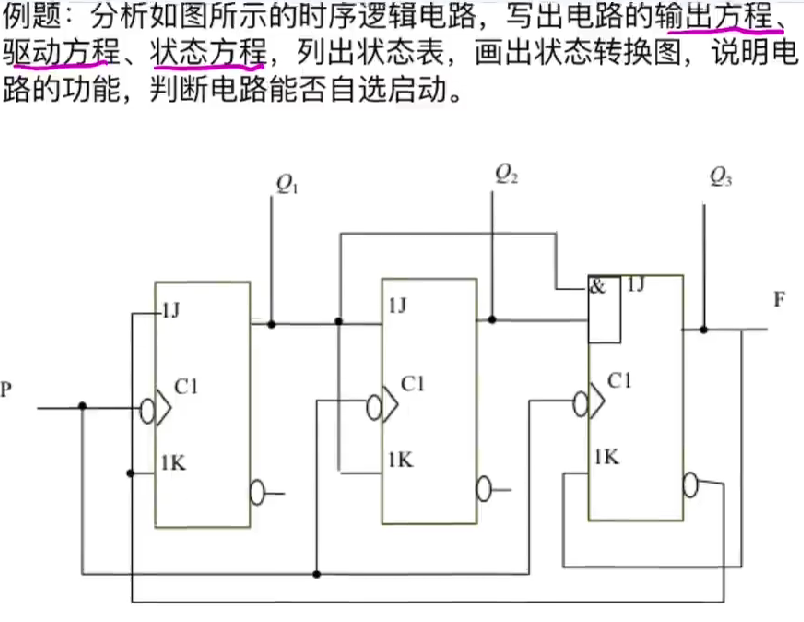 例题：分析如图所示的时序逻辑电路，写出电路的输出方程、
驱动方程、状态方程，列出状态表，画出状态转换图，说明电
路的功能，判断电路能否自选启动。
Q₁
Q₂
Q₃
1J
1J
& 1J
F
P
C1
C1
C1
1K
1K
1K